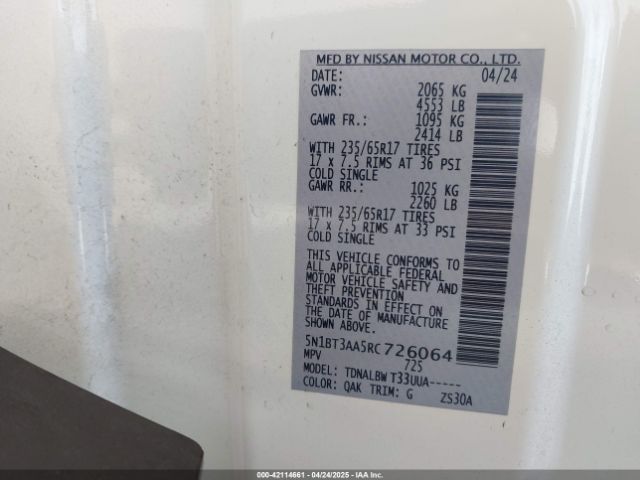 MFD BY NISSAN MOTOR CO., LTD.
DATE: 04/24
GVWR: 2065 KG
4553 LB
GAWR FR.: 1095 KG
2414 LB
WITH 235/65R17 TIRES
17 x 7.5 RIMS AT 36 PSI
COLD SINGLE
GAWR RR.: 1025 KG
2260 LB
WITH 235/65R17 TIRES
17 x 7.5 RIMS AT 33 PSI
COLD SINGLE
THIS VEHICLE CONFORMS TO
ALL APPLICABLE FEDERAL
MOTOR VEHICLE SAFETY AND
THEFT PREVENTION
STANDARDS IN EFFECT ON
THE DATE OF MANUFACTURE
SHOWN ABOVE.
5N1BT3AA5RC726064
MPV 725
MODEL: TDNALBW T33UUA-----
COLOR: QAK TRIM: G ZS30A
000-42114661 - 04/24/2025 - IAA Inc.